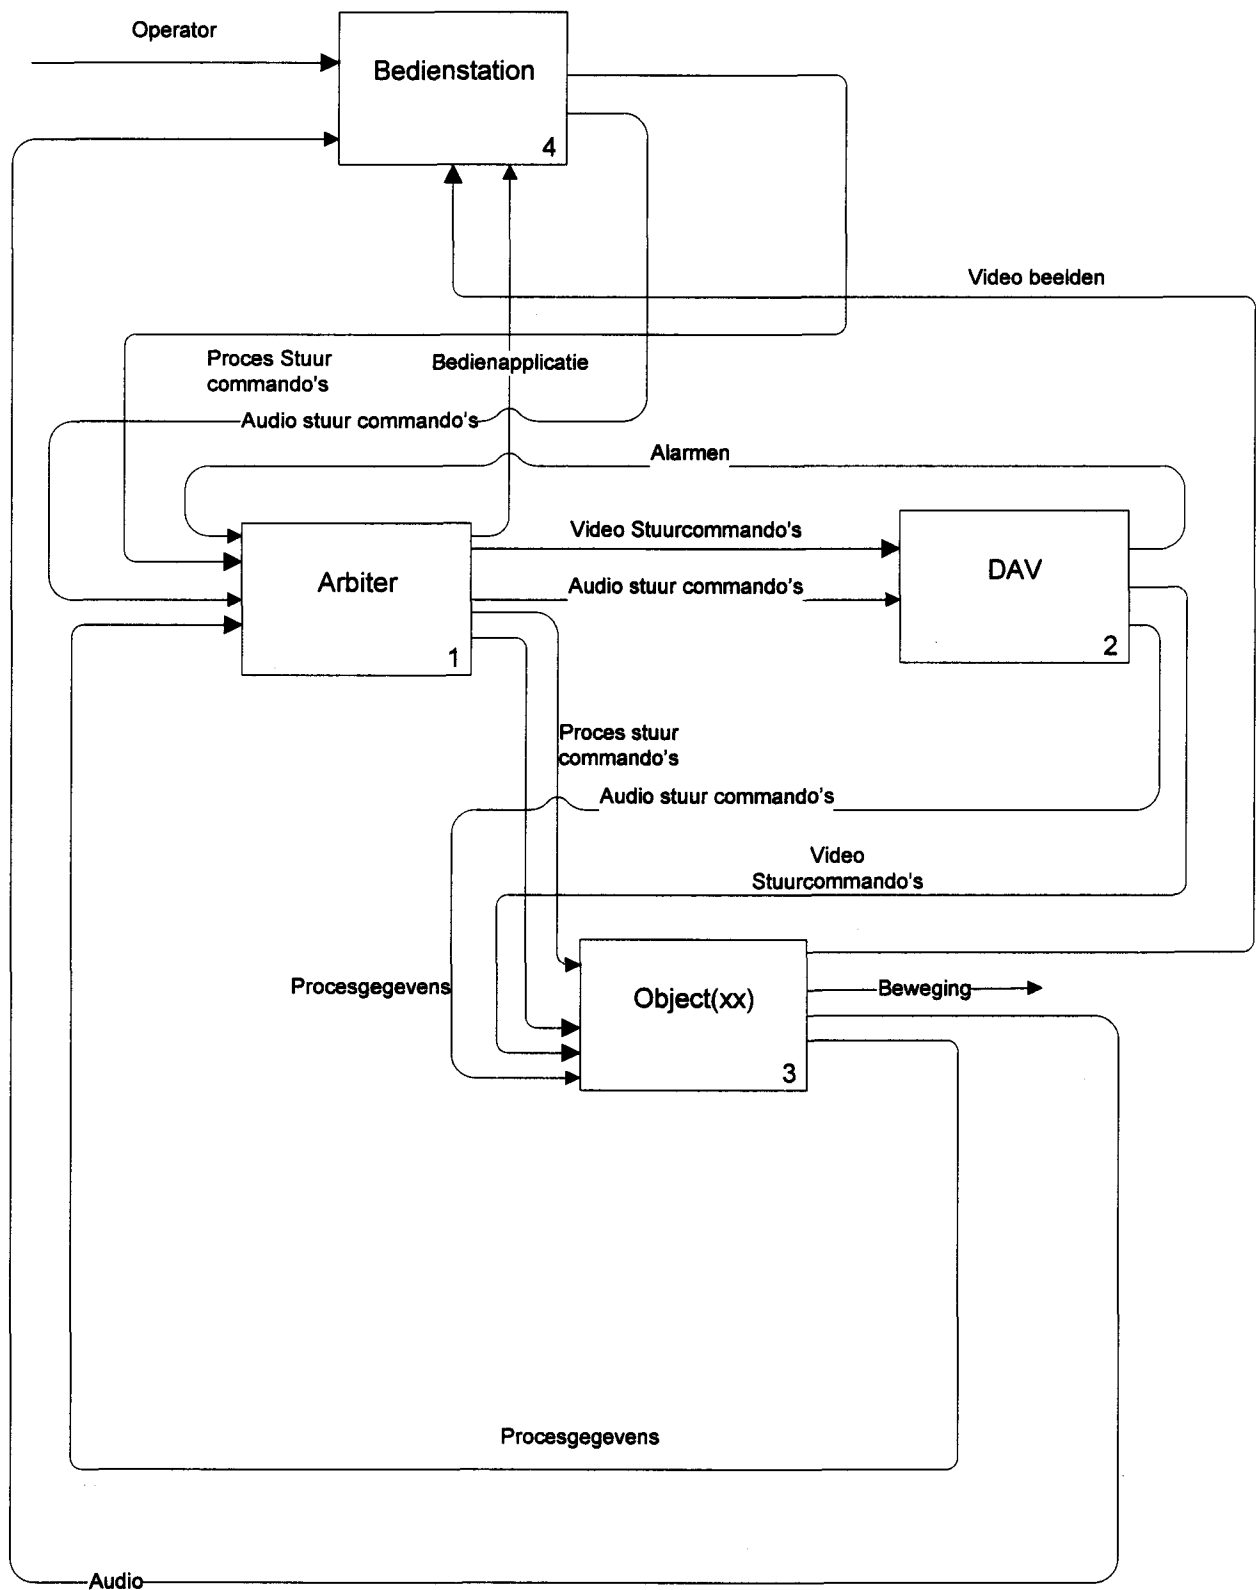 Operator
Bedienstation
4
Video beelden
Proces Stuur
commando's
Bedienapplicatie
Audio stuur commando's
Alarmen
Video Stuurcommando's
Arbiter
Audio stuur commando's
1
DAV
2
Proces stuur
commando's
Audio stuur commando's
Video
Stuurcommando's
Procesgegevens
Object(xx)
3
Beweging
Procesgegevens
Audio